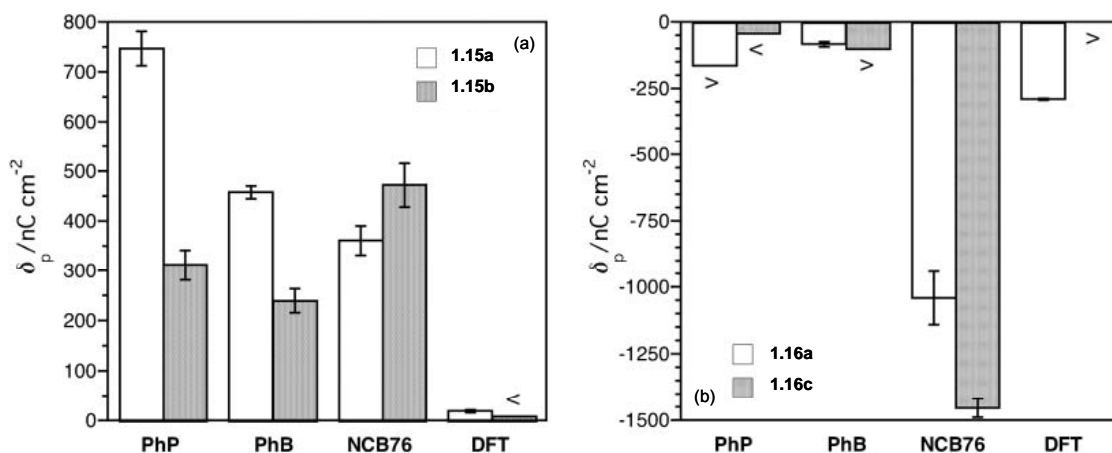 800
700
600
500
400
300
200
100
0
δp /nC cm-2
(a)
1.15a
1.15b
<
PhP PhB NCB76 DFT
0
-250
-500
-750
-1000
-1250
-1500
δp /nC cm-2
>
<
>
>
1.16a
1.16c
(b)
PhP PhB NCB76 DFT